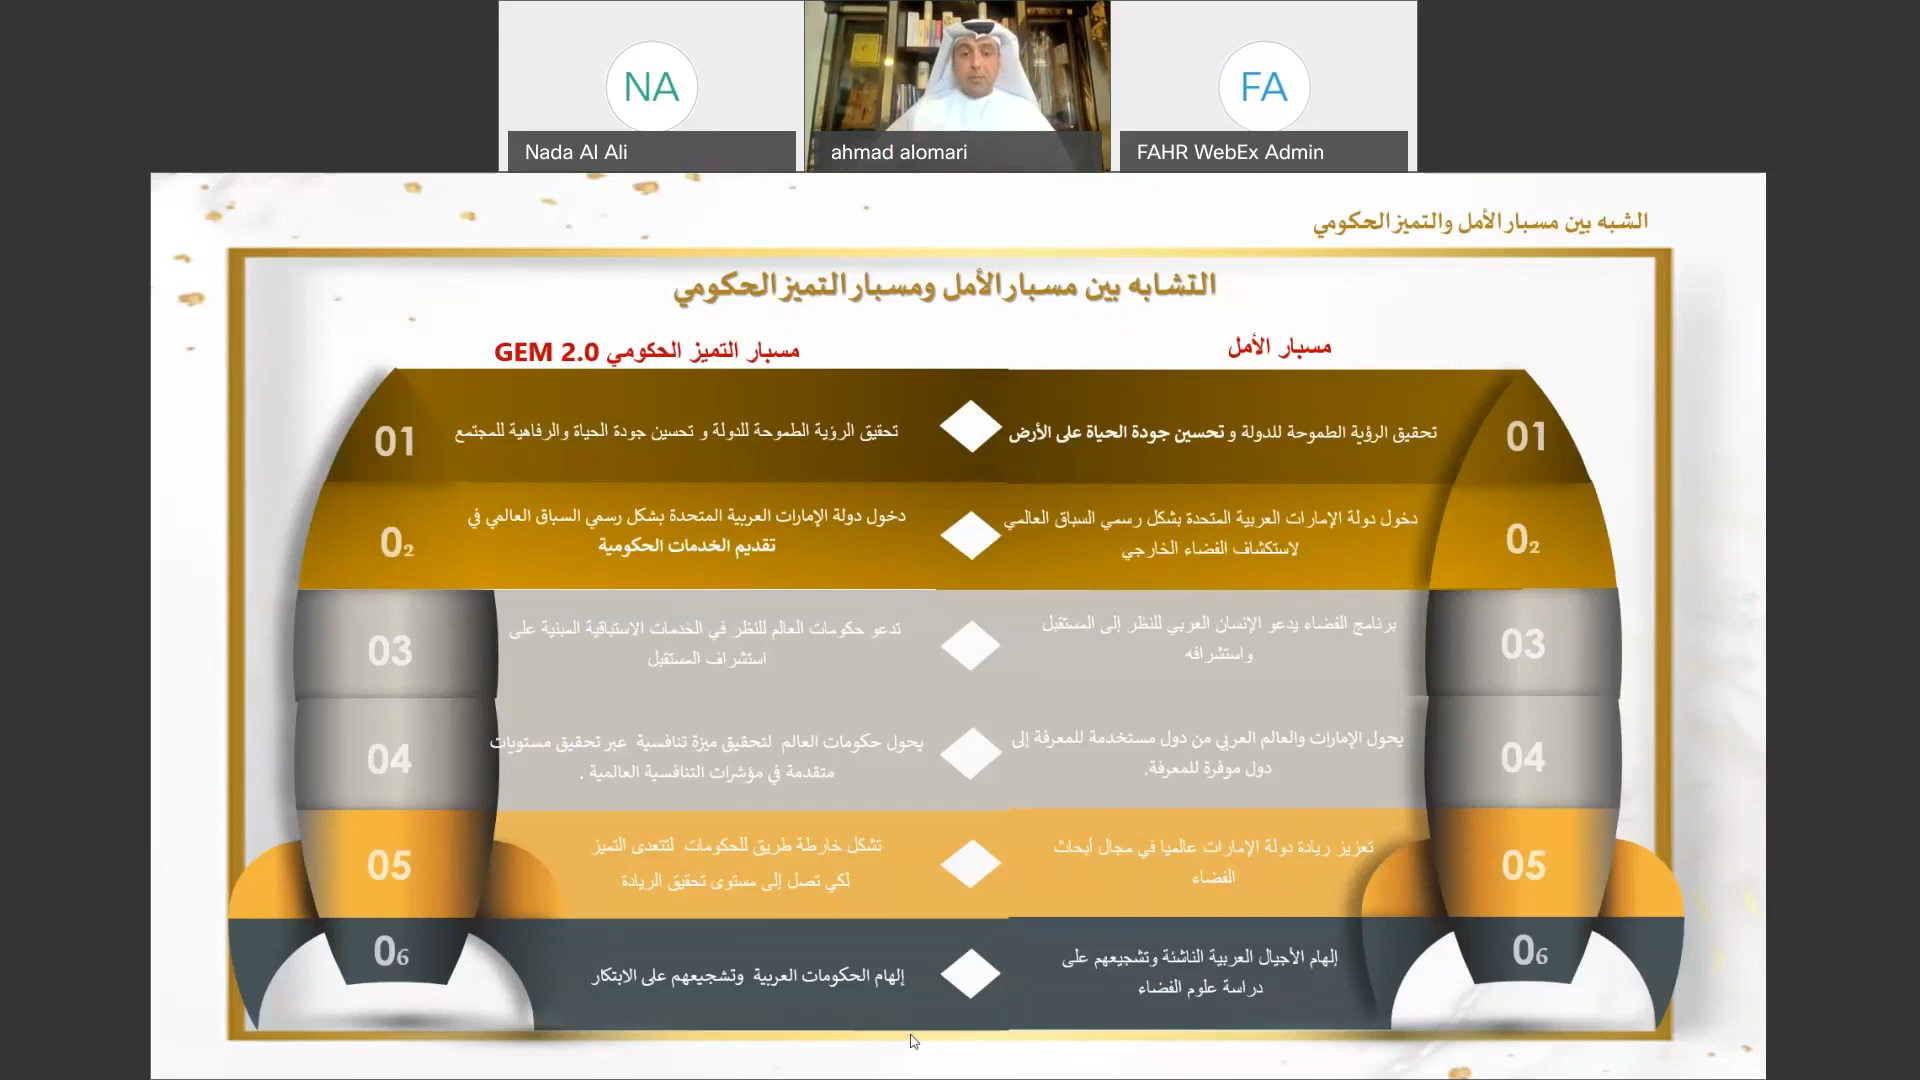 NA
FA
Nada Al Ali
ahmad alomari
FAHR WebEx Admin
الشبه بين مسبار الأمل والتميز الحكومي
التشابه بين مسبار الأمل ومسبار التميز الحكومي
مسبار الأمل
01
تحقيق الرؤية الطموحة للدولة و تحسين جودة الحياة على الأرض
02
دخول دولة الإمارات العربية المتحدة بشكل رسمي السباق العالمي
لاستكشاف الفضاء الخارجي
03
برنامج الفضاء يدعو الإنسان العربي للنظر إلى المستقبل
واستشرافه
04
يحول الإمارات والعالم العربي من دول مستخدمة للمعرفة إلى
دول موفرة للمعرفة.
05
تعزيز ريادة دولة الإمارات عالميا في مجال أبحاث
الفضاء
06
إلهام الأجيال العربية الناشئة وتشجيعهم على
دراسة علوم الفضاء
مسبار التميز الحكومي GEM 2.0
01
تحقيق الرؤية الطموحة للدولة و تحسين جودة الحياة والرفاهية للمجتمع
02
دخول دولة الإمارات العربية المتحدة بشكل رسمي السباق العالمي في
تقديم الخدمات الحكومية
03
تدعو حكومات العالم للنظر في الخدمات الاستباقية المبنية على
استشراف المستقبل
04
يحول حكومات العالم لتحقيق ميزة تنافسية عبر تحقيق مستويات
متقدمة في مؤشرات التنافسية العالمية .
05
تشكل خارطة طريق للحكومات لتتعدى التميز
لكي تصل إلى مستوى تحقيق الريادة
06
إلهام الحكومات العربية وتشجيعهم على الابتكار